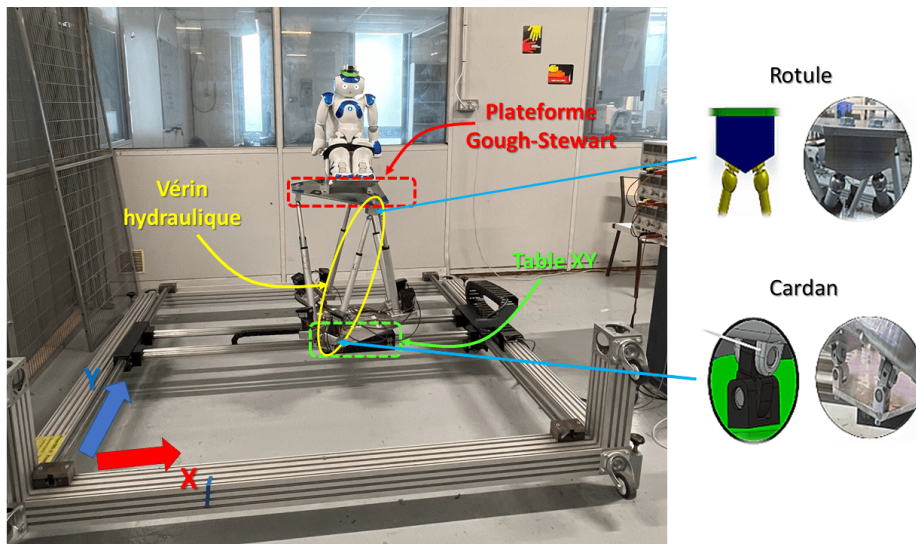 Rotule
Plateforme
Gough-Stewart
Vérin
hydraulique
Table XY
Cardan
Y
X